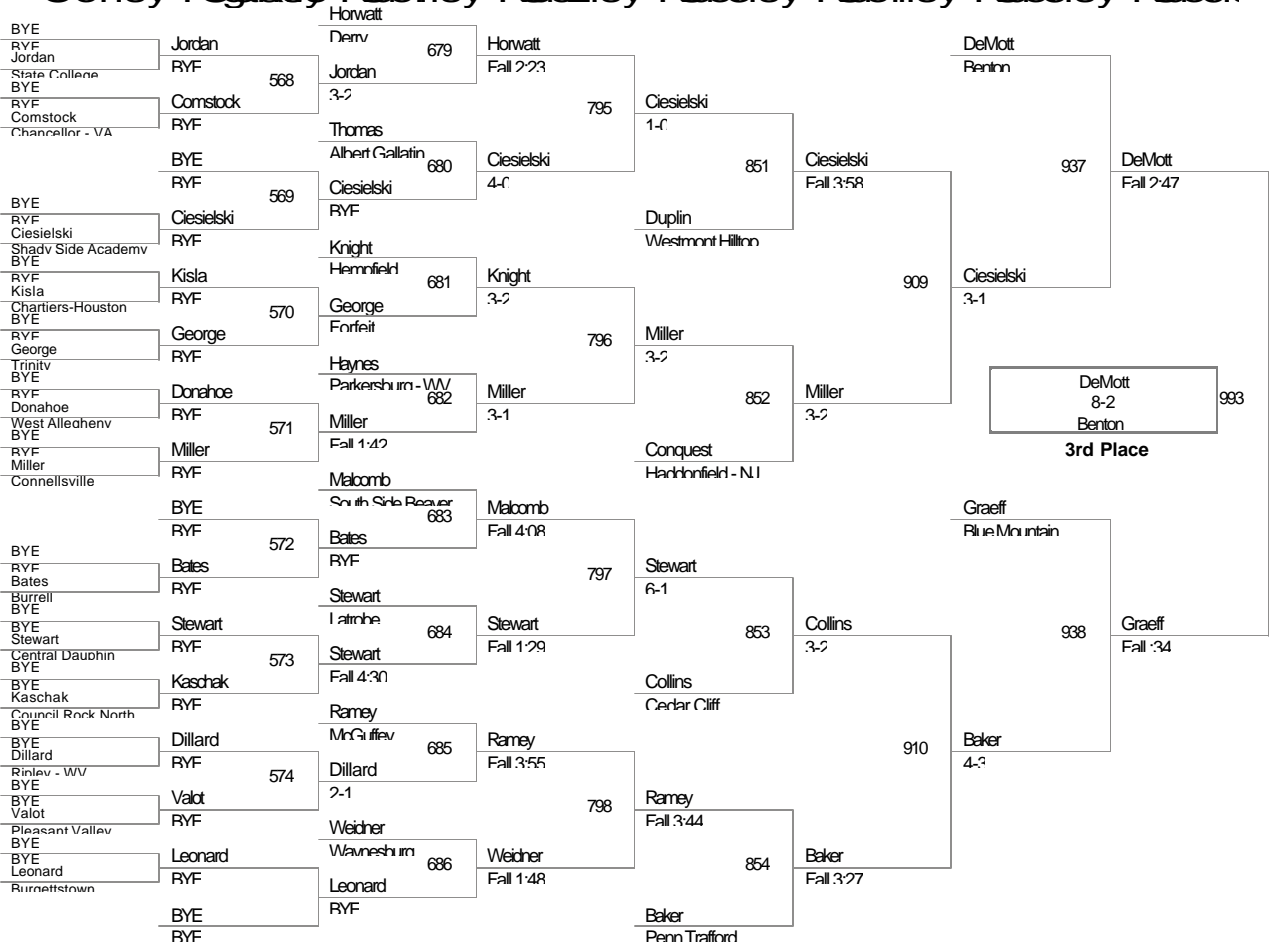 BYE
BYE
Jordan
State College
BYE
BYE
Comstock
Chancellor - VA
BYE
BYE
Ciesielski
Shady Side Academy
BYE
BYE
Kisla
Chartiers-Houston
BYE
BYE
George
Trinity
BYE
BYE
Donahoe
West Allegheny
BYE
BYE
Miller
Connellsville
BYE
BYE
Bates
Burrell
BYE
BYE
Stewart
Central Dauphin
BYE
BYE
Kaschak
Council Rock North
BYE
BYE
Dillard
Ripley - WV
BYE
BYE
Valot
Pleasant Valley
BYE
BYE
Leonard
Burgettstown
Jordan
BYE
568
Comstock
BYE
BYE
BYE
569
Ciesielski
BYE
Kisla
BYE
570
George
BYE
Donahoe
BYE
571
Miller
BYE
BYE
BYE
572
Bates
BYE
Stewart
BYE
573
Kaschak
BYE
Dillard
BYE
574
Valot
BYE
Leonard
BYE
BYE
BYE
Horwatt
Derry
679
Jordan
3-2
Thomas
Albert Gallatin
680
Ciesielski
BYE
Knight
Hempfield
681
George
Forfeit
Haynes
Parkersburg - WV
682
Miller
Fall 1:42
Malcomb
South Side Beaver
683
Bates
BYE
Stewart
Latrobe
684
Stewart
Fall 4:30
Ramey
McGuffey
685
Dillard
2-1
Weidner
Waynesburg
686
Leonard
BYE
Horwatt
Fall 2:23
795
Ciesielski
4-0
Knight
3-2
796
Miller
3-1
Malcomb
Fall 4:08
797
Stewart
Fall 1:29
Ramey
Fall 3:55
798
Weidner
Fall 1:48
Ciesielski
1-0
851
Duplin
Westmont Hilltop
Miller
3-2
852
Conquest
Haddonfield - NJ
Stewart
6-1
853
Collins
Cedar Cliff
Ramey
Fall 3:44
854
Baker
Penn Trafford
Ciesielski
Fall 3:58
909
Miller
3-2
Collins
3-2
910
Baker
Fall 3:27
DeMott
Benton
937
Ciesielski
3-1
Graeff
Blue Mountain
938
Baker
4-3
DeMott
Fall 2:47
DeMott
8-2
Benton
993
3rd Place
Graeff
Fall :34